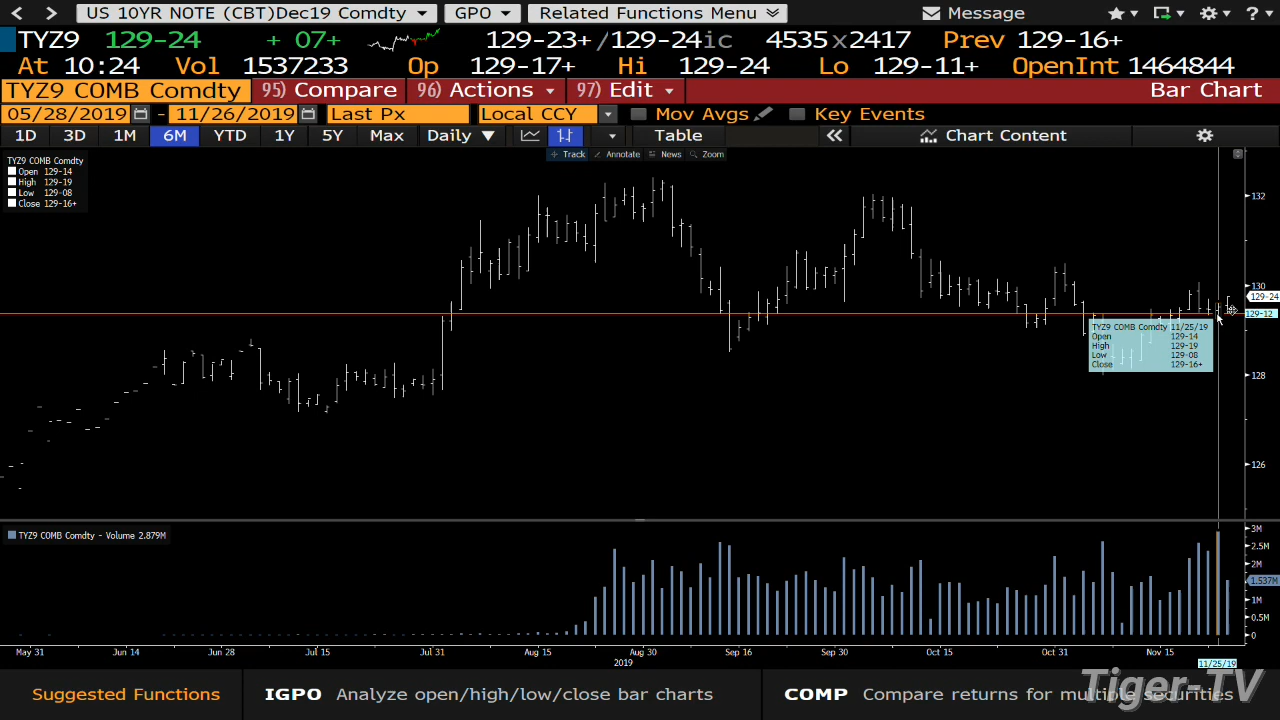 US 10YR NOTE (CBT)Dec19 Comdty GPO Related Functions Menu Message ?
TYZ9 129-24 + 07+ 129-23+/129-24ic 4535x2417 Prev 129-16+
At 10:24 Vol 1537233 Op 129-17+ Hi 129-24 Lo 129-11+ OpenInt 1464844
TYZ9 COMB Comdty 95) Compare 96) Actions 97) Edit Bar Chart
05/28/2019 - 11/26/2019 Last Px Local CCY Mov Avgs Key Events
1D 3D 1M 6M YTD 1Y 5Y Max Daily Table Chart Content
Track Annotate News Zoom
TYZ9 COMB Comdty
Open 129-14
High 129-19
Low 129-08
Close 129-16+
132
130
129-24
129-12
TYZ9 COMB Comdty 11/25/19
Open 129-14
High 129-19
Low 129-08
Close 129-16+
128
126
TYZ9 COMB Comdty - Volume 2.879M
3M
2.5M
2M
1.537M
1M
0.5M
0
May 31 Jun 14 Jun 28 Jul 15 Jul 31 Aug 15 Aug 30 Sep 16 Sep 30 Oct 15 Oct 31 Nov 15
2019 11/25/19
Suggested Functions IGPO Analyze open/high/low/close bar charts COMP Compare returns for multiple securities
Tiger-TV